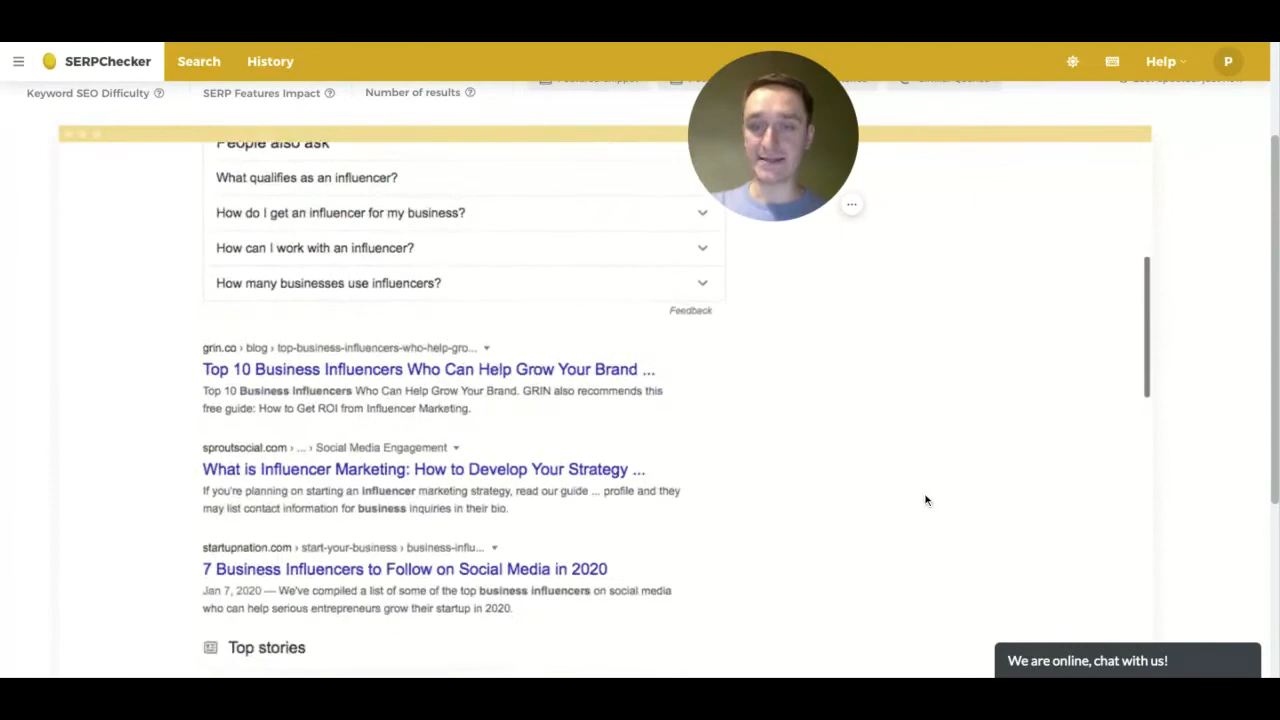 SERPChecker Search History Help P
Keyword SEO Difficulty SERP Features Impact Number of results
People also ask
What qualifies as an influencer?
How do I get an influencer for my business?
How can I work with an influencer?
How many businesses use influencers?
Feedback
grin.co › blog › top-business-influencers-who-help-gro...
Top 10 Business Influencers Who Can Help Grow Your Brand ...
Top 10 Business Influencers Who Can Help Grow Your Brand. GRIN also recommends this
free guide: How to Get ROI from Influencer Marketing.
sproutsocial.com › ... › Social Media Engagement
What is Influencer Marketing: How to Develop Your Strategy ...
If you're planning on starting an influencer marketing strategy, read our guide ... profile and they
may list contact information for business inquiries in their bio.
startupnation.com › start-your-business › business-influ...
7 Business Influencers to Follow on Social Media in 2020
Jan 7, 2020 — We've compiled a list of some of the top business influencers on social media
who can help serious entrepreneurs grow their startup in 2020.
Top stories
We are online, chat with us!